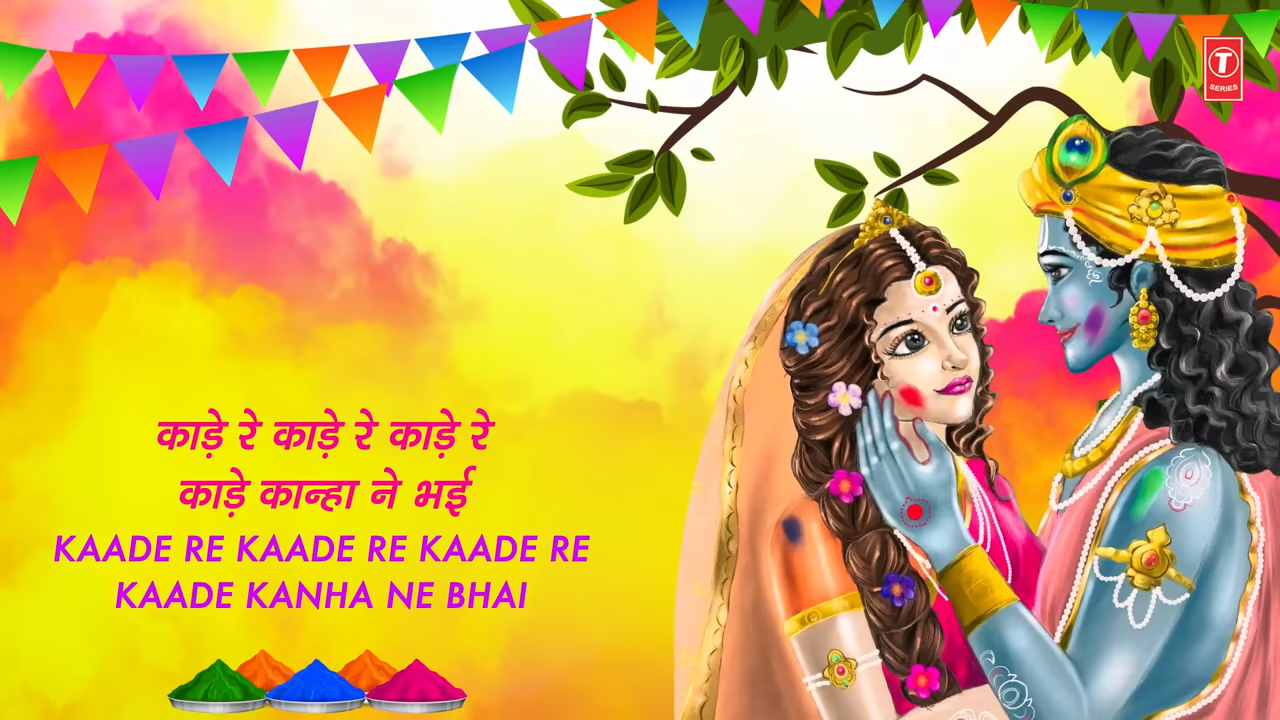 T
SERIES
काड़े रे काड़े रे काड़े रे
काड़े कान्हा ने भई
KAADE RE KAADE RE KAADE RE
KAADE KANHA NE BHAI